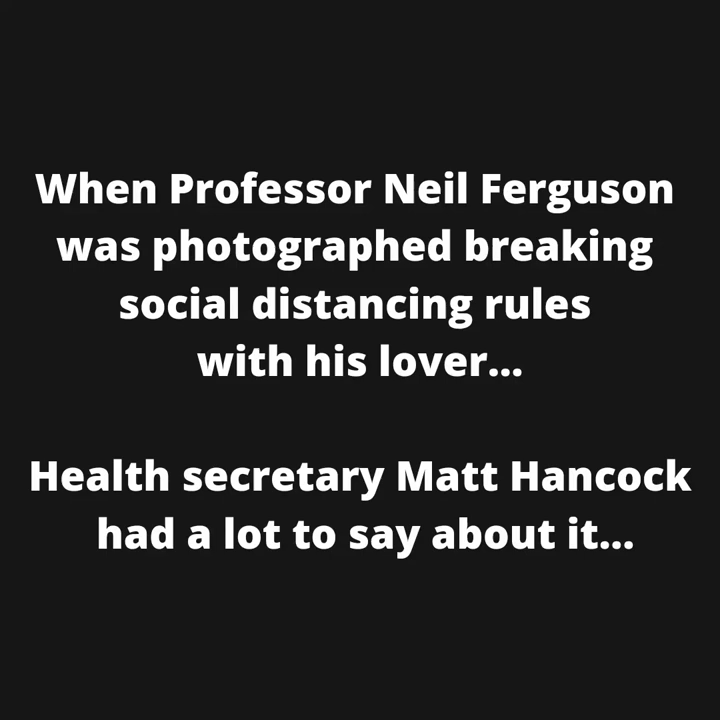 When Professor Neil Ferguson
was photographed breaking
social distancing rules
with his lover...
Health secretary Matt Hancock
had a lot to say about it...